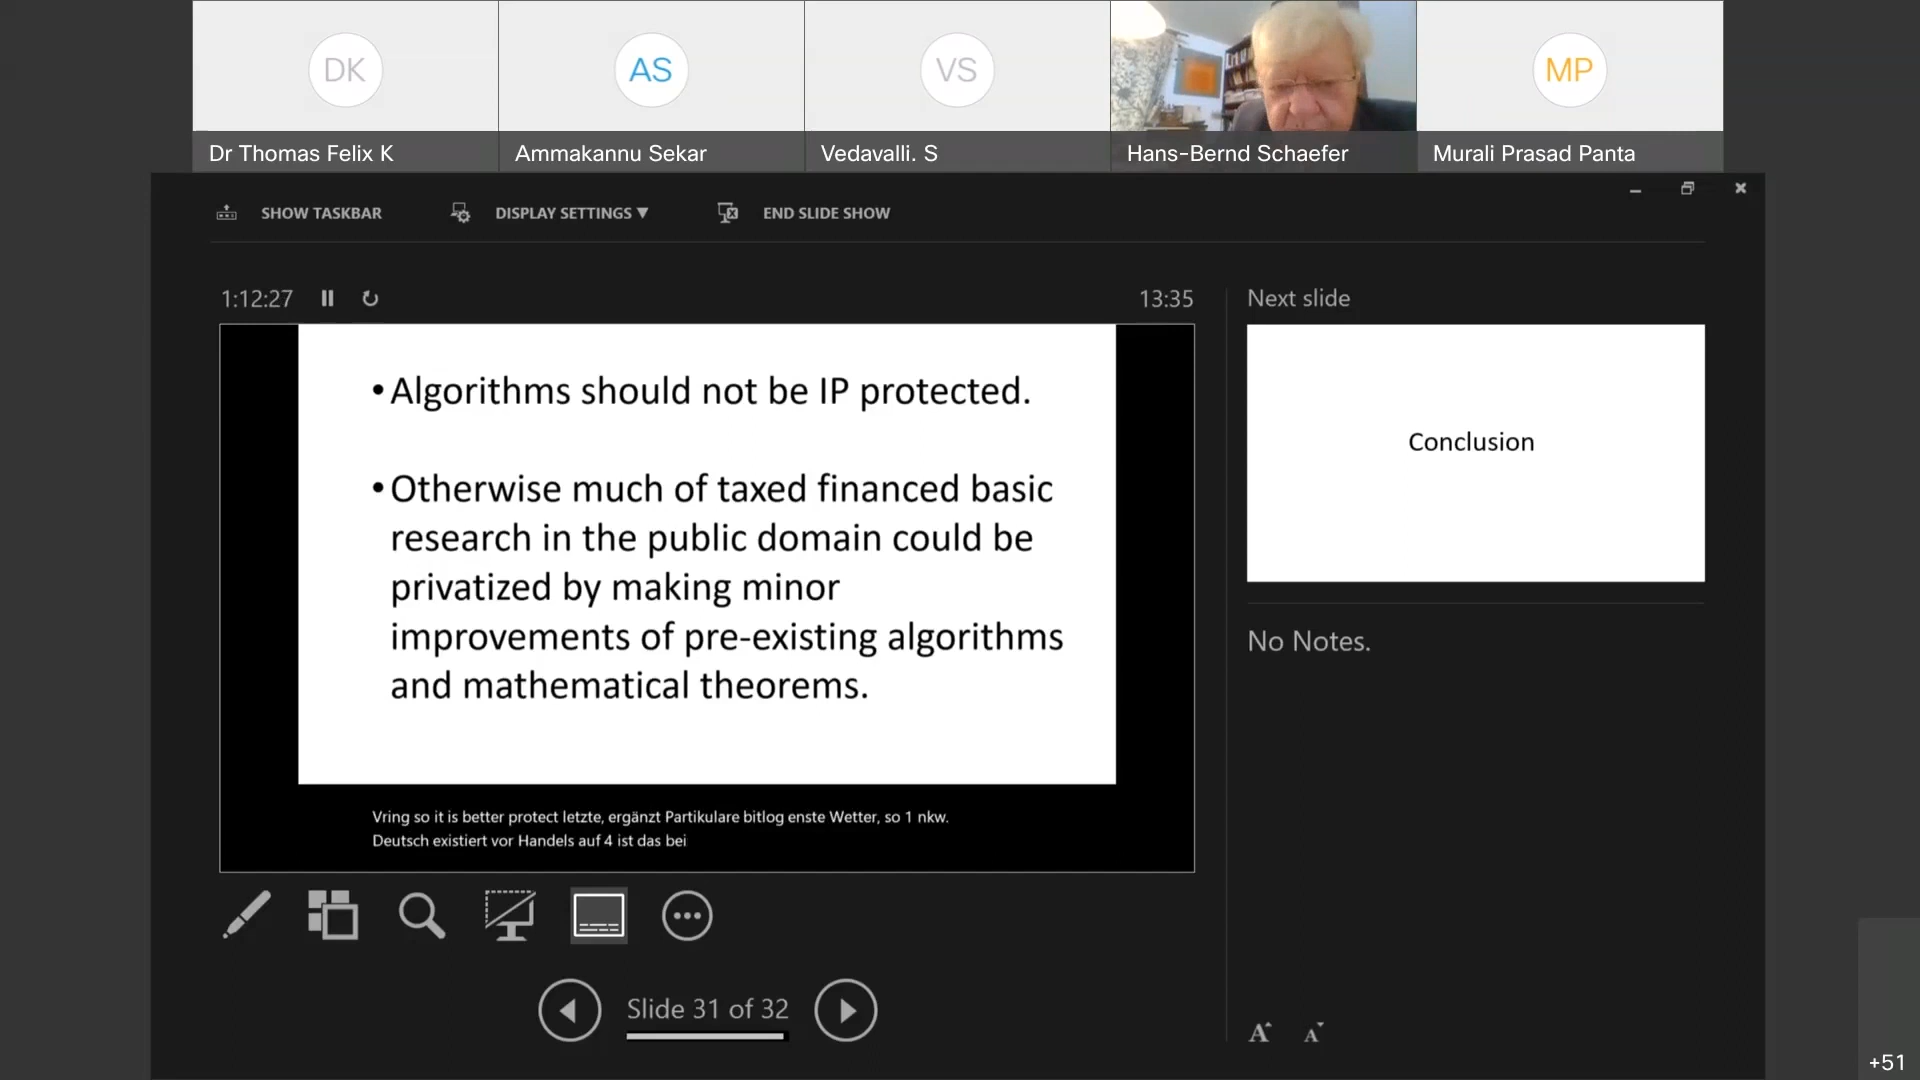 DK
AS
VS
MP
Dr Thomas Felix K
Ammakannu Sekar
Vedavalli. S
Hans-Bernd Schaefer
Murali Prasad Panta
SHOW TASKBAR
DISPLAY SETTINGS ▼
END SLIDE SHOW
1:12:27
13:35
Next slide
• Algorithms should not be IP protected.
• Otherwise much of taxed financed basic
research in the public domain could be
privatized by making minor
improvements of pre-existing algorithms
and mathematical theorems.
Vring so it is better protect letzte, ergänzt Partikulare bitlog enste Wetter, so 1 nkw.
Deutsch existiert vor Handels auf 4 ist das bei
Conclusion
No Notes.
Slide 31 of 32
A A
+51